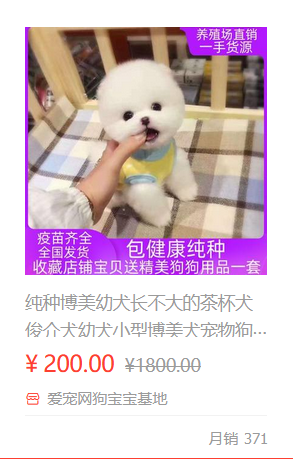 养殖场直销
一手货源
疫苗齐全
全国发货
包健康纯种
收藏店铺宝贝送精美狗狗用品一套
纯种博美幼犬长不大的茶杯犬
俊介犬幼犬小型博美犬宠物狗...
¥ 200.00 ¥1800.00
爱宠网狗宝宝基地
月销 371